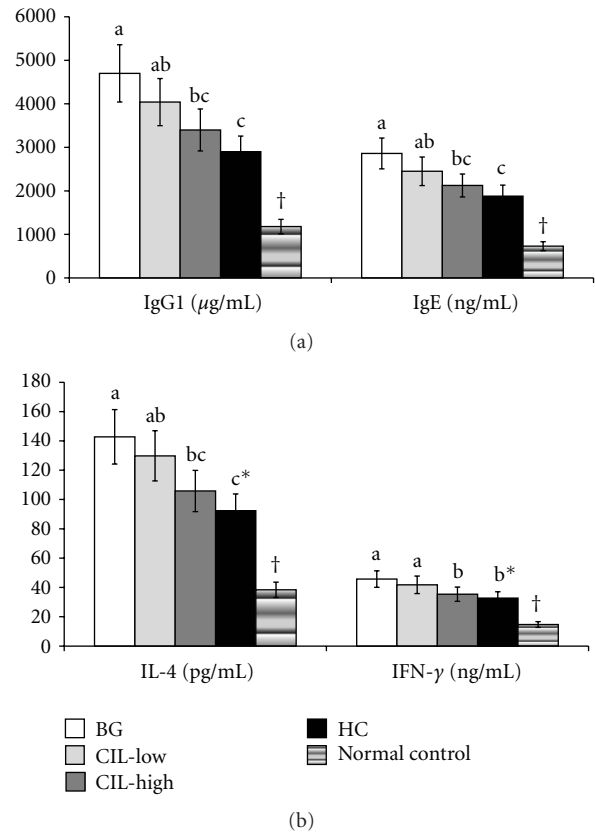 6000
5000
4000
3000
2000
1000
0
a
ab
bc
c
†
a
ab
bc
c
†
IgG1 (μg/mL) IgE (ng/mL)
(a)
180
160
140
120
100
80
60
40
20
0
a
ab
bc
c*
†
a
a
b
b*
†
IL-4 (pg/mL) IFN-γ (ng/mL)
BG HC
CIL-low Normal control
CIL-high
(b)